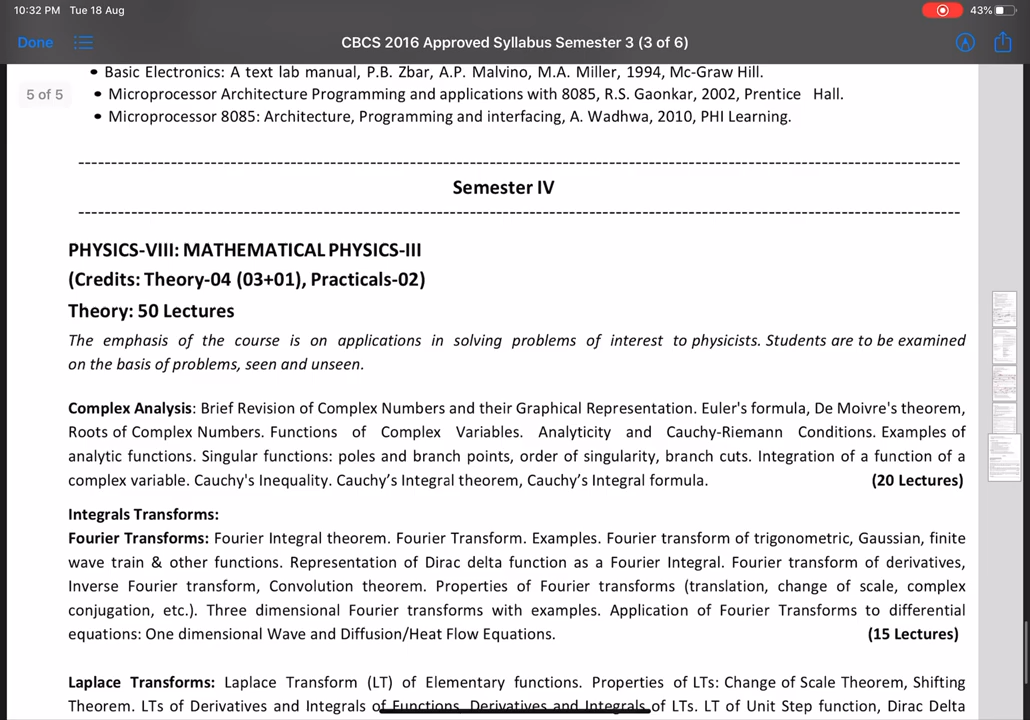 10:32 PM Tue 18 Aug 43%
Done CBCS 2016 Approved Syllabus Semester 3 (3 of 6)
• Basic Electronics: A text lab manual, P.B. Zbar, A.P. Malvino, M.A. Miller, 1994, Mc-Graw Hill.
5 of 5
• Microprocessor Architecture Programming and applications with 8085, R.S. Gaonkar, 2002, Prentice Hall.
• Microprocessor 8085: Architecture, Programming and interfacing, A. Wadhwa, 2010, PHI Learning.
Semester IV
PHYSICS-VIII: MATHEMATICAL PHYSICS-III
(Credits: Theory-04 (03+01), Practicals-02)
Theory: 50 Lectures
The emphasis of the course is on applications in solving problems of interest to physicists. Students are to be examined
on the basis of problems, seen and unseen.
Complex Analysis: Brief Revision of Complex Numbers and their Graphical Representation. Euler's formula, De Moivre's theorem,
Roots of Complex Numbers. Functions of Complex Variables. Analyticity and Cauchy-Riemann Conditions. Examples of
analytic functions. Singular functions: poles and branch points, order of singularity, branch cuts. Integration of a function of a
complex variable. Cauchy's Inequality. Cauchy’s Integral theorem, Cauchy’s Integral formula. (20 Lectures)
Integrals Transforms:
Fourier Transforms: Fourier Integral theorem. Fourier Transform. Examples. Fourier transform of trigonometric, Gaussian, finite
wave train & other functions. Representation of Dirac delta function as a Fourier Integral. Fourier transform of derivatives,
Inverse Fourier transform, Convolution theorem. Properties of Fourier transforms (translation, change of scale, complex
conjugation, etc.). Three dimensional Fourier transforms with examples. Application of Fourier Transforms to differential
equations: One dimensional Wave and Diffusion/Heat Flow Equations. (15 Lectures)
Laplace Transforms: Laplace Transform (LT) of Elementary functions. Properties of LTs: Change of Scale Theorem, Shifting
Theorem. LTs of Derivatives and Integrals of Functions, Derivatives and Integrals of LTs. LT of Unit Step function, Dirac Delta